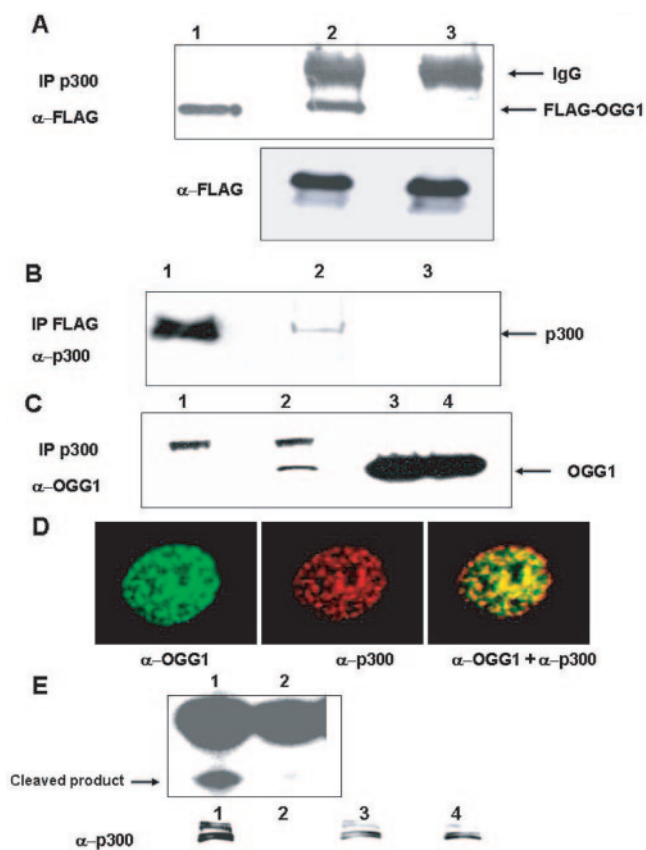 A
1 2 3
IP p300
IgG
α–FLAG
FLAG-OGG1
α–FLAG
B
1 2 3
IP FLAG
α–p300
p300
C
1 2 3 4
IP p300
α–OGG1
OGG1
D
α–OGG1 α–p300 α–OGG1 + α–p300
E
1 2
Cleaved product
1 2 3 4
α–p300